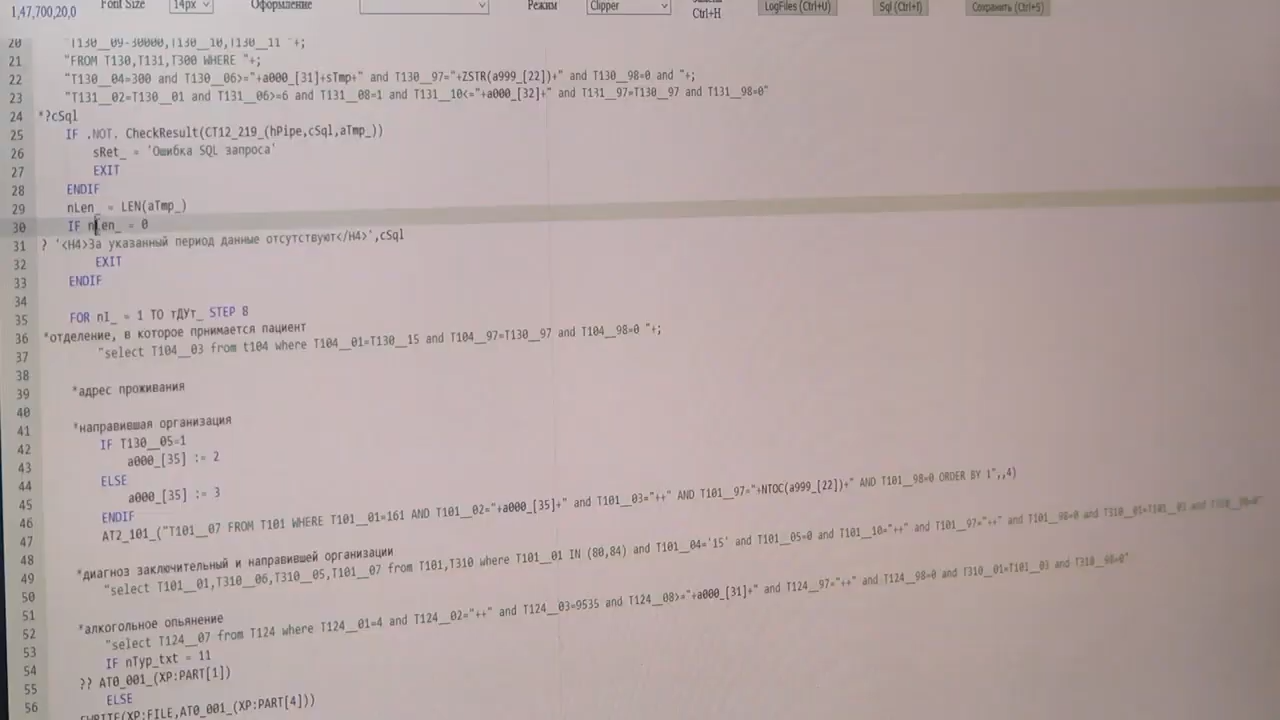 1,47,700,20,0 Font Size 14px Оформление Режим Clipper Ctrl+H LogFiles (Ctrl+U) Sql (Ctrl+I) Сохранить (Ctrl+S)
20 "T130__09-30000,T130__10,T130__11 "+;
21 "FROM T130,T131,T300 WHERE "+;
22 "T130__04=300 and T130__06>="+a000_[31]+sTmp+" and T130__97="+ZSTR(a999_[22])+" and T130__98=0 and "+;
23 "T131__02=T130__01 and T131__06>=6 and T131__08=1 and T131__10<="+a000_[32]+" and T131__97=T130__97 and T131__98=0"
24 *?cSql
25 IF .NOT. CheckResult(CT12_219_(hPipe,cSql,aTmp_))
26 sRet_ = 'Ошибка SQL запроса'
27 EXIT
28 ENDIF
29 nLen_ = LEN(aTmp_)
30 IF nLen_ = 0
31 ? '<H4>За указанный период данные отсутствуют</H4>',cSql
32 EXIT
33 ENDIF
34
35 FOR nI_ = 1 TO тДУт_ STEP 8
36 *отделение, в которое прнимается пациент
37 "select T104__03 from t104 where T104__01=T130__15 and T104__97=T130__97 and T104__98=0 "+;
38
39 *адрес проживания
40
41 *направившая организация
42 IF T130__05=1
43 a000_[35] := 2
44 ELSE
45 a000_[35] := 3
46 ENDIF
47 AT2_101_("T101__07 FROM T101 WHERE T101__01=161 AND T101__02="+a000_[35]+" and T101__03="++" AND T101__97="+NTOC(a999_[22])+" AND T101__98=0 ORDER BY 1",,4)
48
49 *диагноз заключительный и направившей организации
50 "select T101__01,T310__06,T310__05,T101__07 from T101,T310 where T101__01 IN (80,84) and T101__04='15' and T101__05=0 and T101__10="++" and T101__97="++" and T101__98=0 and T310__01=T101__03 and T310__98=0"
51
52 *алкогольное опьянение
53 "select T124__07 from T124 where T124__01=4 and T124__02="++" and T124__03=9535 and T124__08>="+a000_[31]+" and T124__97="++" and T124__98=0 and T310__01=T101__03 and T310__98=0"
54 IF nTyp_txt = 11
55 ?? AT0_001_(XP:PART[1])
56 ELSE
FWRITE(XP:FILE,AT0_001_(XP:PART[4]))